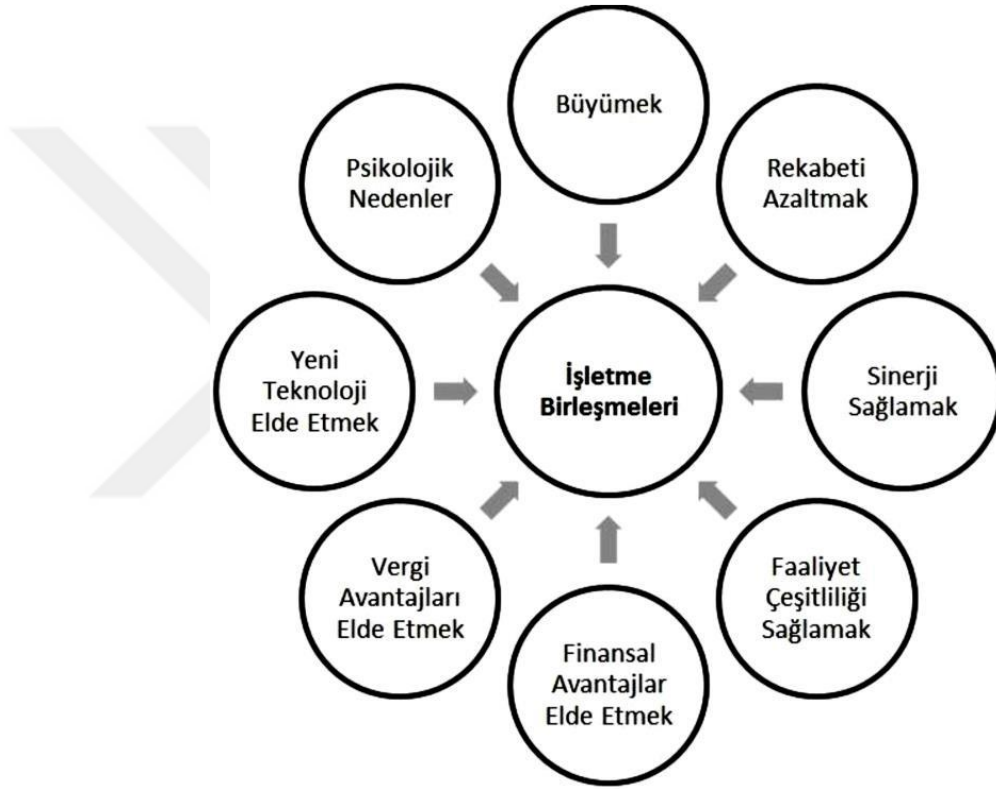 Büyümek
Rekabeti
Azaltmak
Sinerji
Sağlamak
Faaliyet
Çeşitliliği
Sağlamak
Finansal
Avantajlar
Elde Etmek
Vergi
Avantajları
Elde Etmek
Yeni
Teknoloji
Elde Etmek
Psikolojik
Nedenler
İşletme
Birleşmeleri